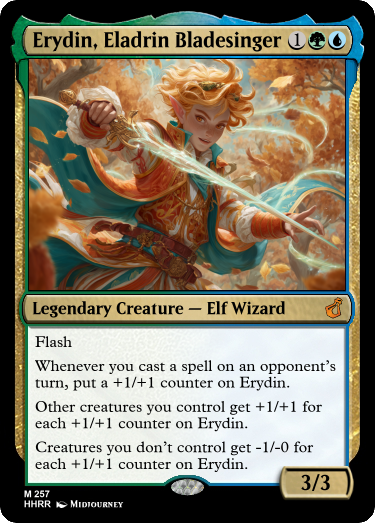 Erydin, Eladrin Bladesinger 1
Legendary Creature — Elf Wizard
Flash
Whenever you cast a spell on an opponent's
turn, put a +1/+1 counter on Erydin.
Other creatures you control get +1/+1 for
each +1/+1 counter on Erydin.
Creatures you don't control get -1/-0 for
each +1/+1 counter on Erydin.
3/3
M 257
HHRR Midjourney